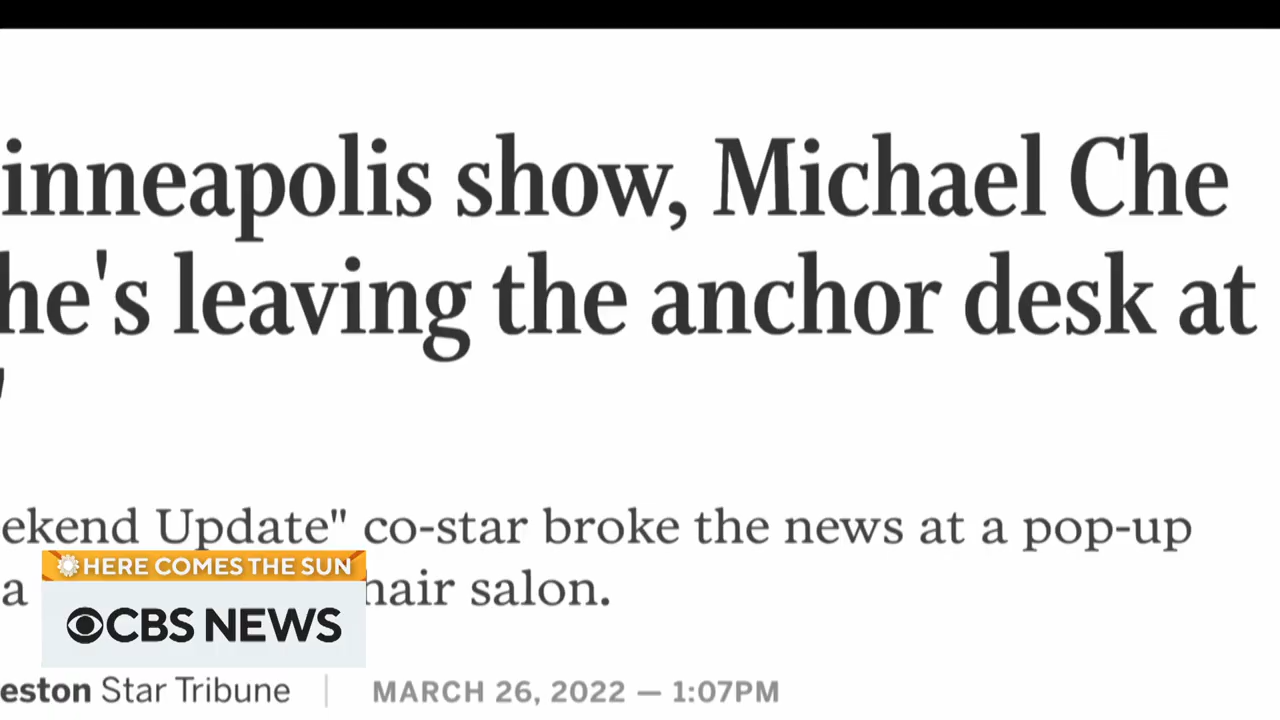 inneapolis show, Michael Che
he's leaving the anchor desk at
ekend Update" co-star broke the news at a pop-up
a hair salon.
HERE COMES THE SUN
CBS NEWS
eston Star Tribune | MARCH 26, 2022 — 1:07PM